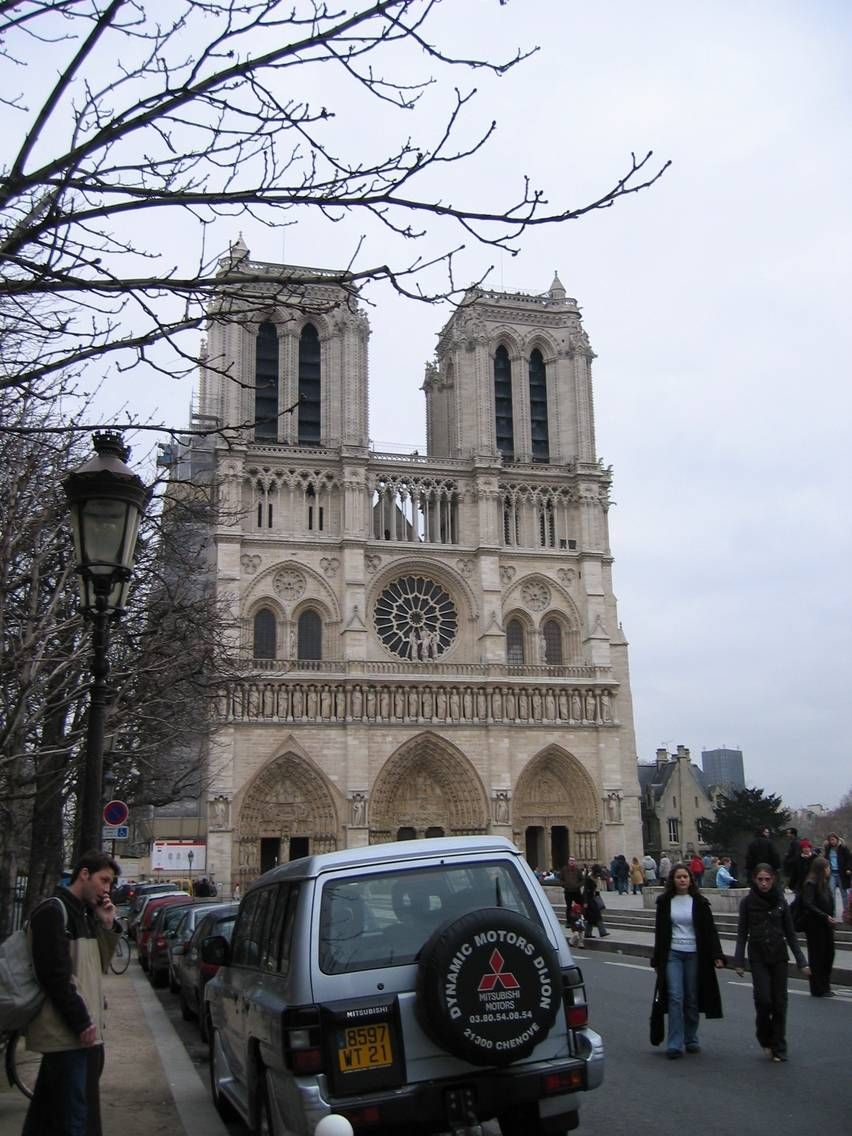 DYNAMIC MOTORS DIJON
MITSUBISHI
MOTORS
03.80.54.08.54
21300 CHENOVE
MITSUBISHI
8597
WT 21